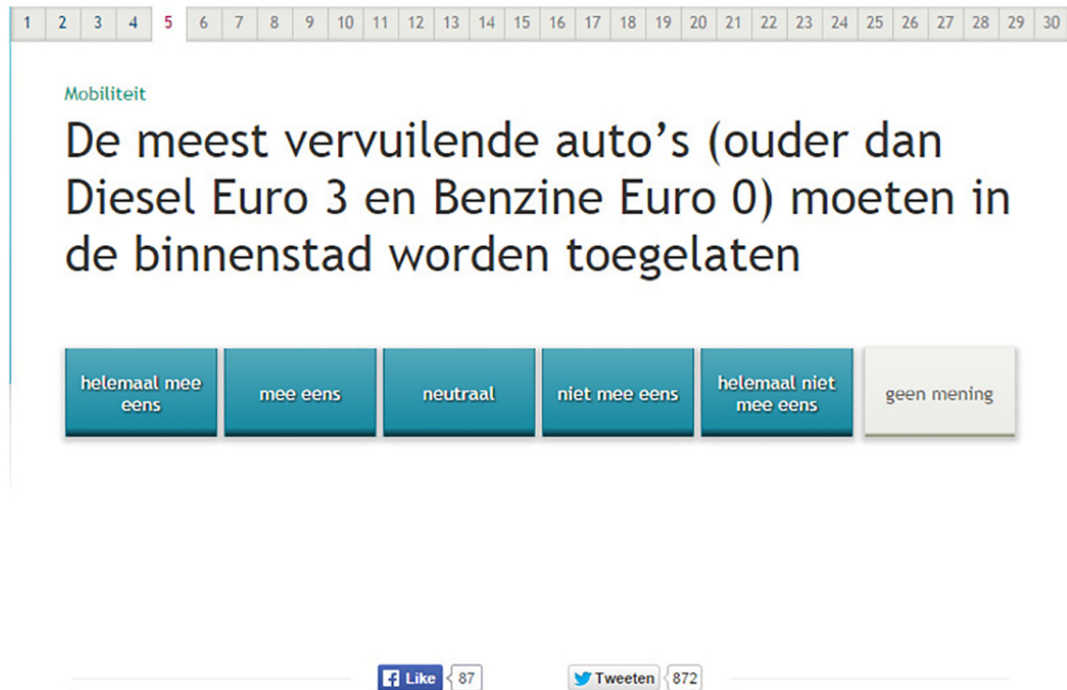 1 2 3 4 5 6 7 8 9 10 11 12 13 14 15 16 17 18 19 20 21 22 23 24 25 26 27 28 29 30
Mobiliteit
De meest vervuilende auto’s (ouder dan
Diesel Euro 3 en Benzine Euro 0) moeten in
de binnenstad worden toegelaten
helemaal mee
eens
mee eens
neutraal
niet mee eens
helemaal niet
mee eens
geen mening
Like 87
Tweeten 872